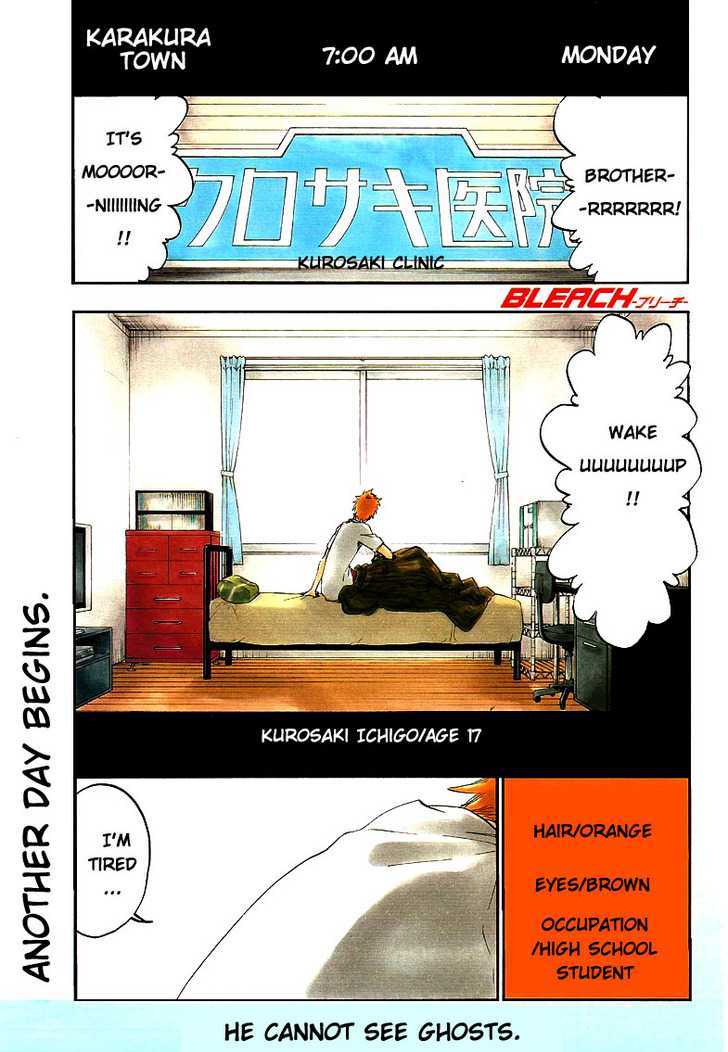 KARAKURA
TOWN
7:00 AM
MONDAY
BROTHER-
-RRRRRRR!
IT'S
MOOOOR-
-NIIIIIIING
!!
クロサキ医院
KUROSAKI CLINIC
BLEACH-ブリーチ-
WAKE
UUUUUUUUP
!!
KUROSAKI ICHIGO/AGE 17
HAIR/ORANGE
EYES/BROWN
OCCUPATION
/HIGH SCHOOL
STUDENT
I'M
TIRED
...
ANOTHER DAY BEGINS.
HE CANNOT SEE GHOSTS.